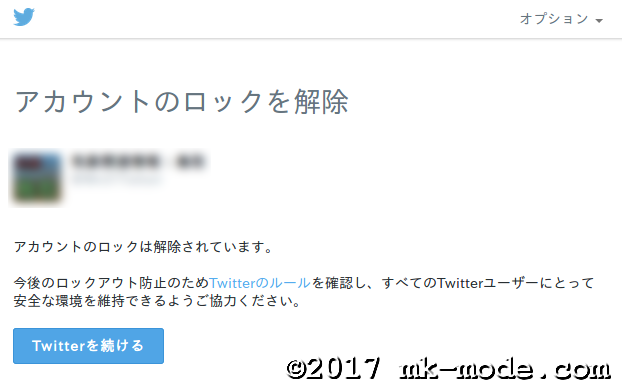 オプション
アカウントのロックを解除
アカウントのロックは解除されています。
今後のロックアウト防止のためTwitterのルールを確認し、すべてのTwitterユーザーにとって
安全な環境を維持できるようご協力ください。
Twitterを続ける
©2017 mk-mode.com